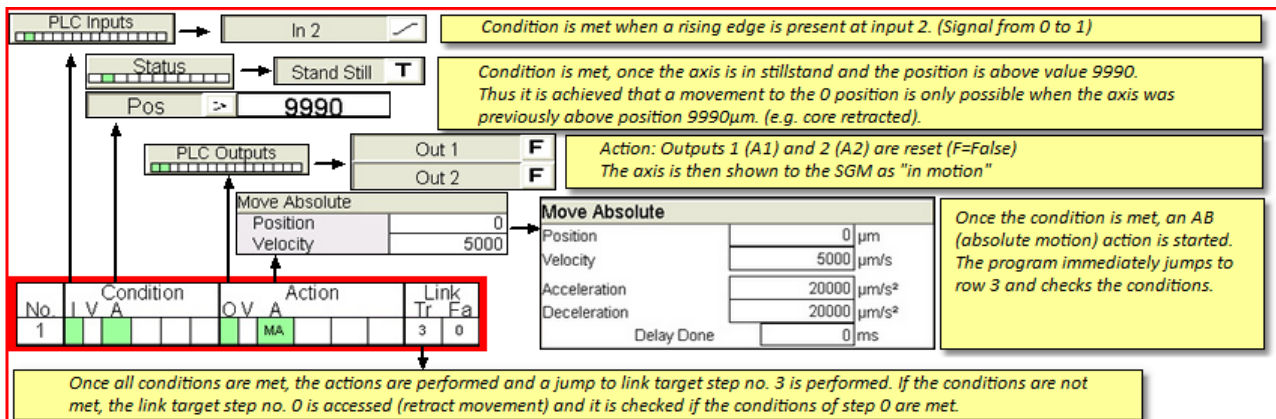 PLC Inputs
In 2
Condition is met when a rising edge is present at input 2. (Signal from 0 to 1)
Status
Stand Still T
Pos > 9990
Condition is met, once the axis is in stillstand and the position is above value 9990.
Thus it is achieved that a movement to the 0 position is only possible when the axis was
previously above position 9990µm. (e.g. core retracted).
PLC Outputs
Out 1 F
Out 2 F
Action: Outputs 1 (A1) and 2 (A2) are reset (F=False)
The axis is then shown to the SGM as "in motion"
Move Absolute
Position 0
Velocity 5000
Move Absolute
Position 0 µm
Velocity 5000 µm/s
Acceleration 20000 µm/s²
Deceleration 20000 µm/s²
Delay Done 0 ms
Once the condition is met, an AB
(absolute motion) action is started.
The program immediately jumps to
row 3 and checks the conditions.
Condition Action Link
No. I V A O V A Tr Fa
1 MA 3 0
Once all conditions are met, the actions are performed and a jump to link target step no. 3 is performed. If the conditions are not
met, the link target step no. 0 is accessed (retract movement) and it is checked if the conditions of step 0 are met.